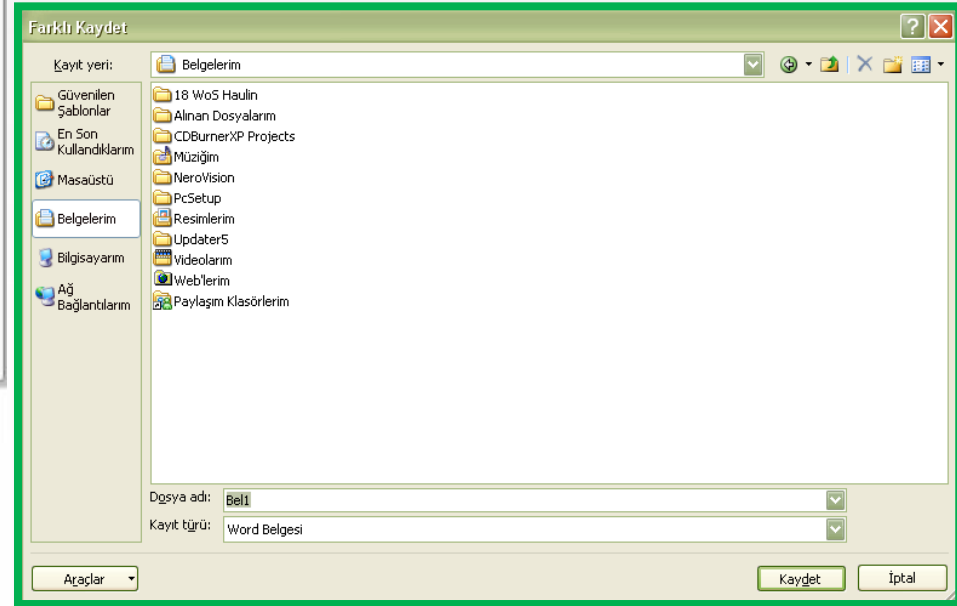 Farklı Kaydet
Kayıt yeri:
Belgelerim
Güvenilen
Şablonlar
En Son
Kullandıklarım
Masaüstü
Belgelerim
Bilgisayarım
Ağ
Bağlantılarım
18 WoS Haulin
Alınan Dosyalarım
CDBurnerXP Projects
Müziğim
NeroVision
PcSetup
Resimlerim
Updater5
Videolarım
Web'lerim
Paylaşım Klasörlerim
Dosya adı:
Bel1
Kayıt türü:
Word Belgesi
Araçlar
Kaydet
İptal